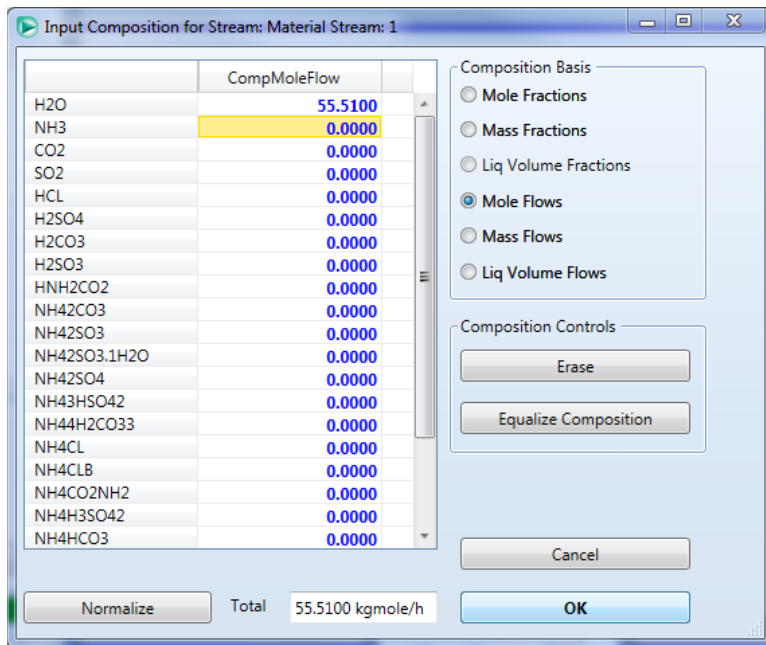 Input Composition for Stream: Material Stream: 1
CompMoleFlow
H2O 55.5100
NH3 0.0000
CO2 0.0000
SO2 0.0000
HCL 0.0000
H2SO4 0.0000
H2CO3 0.0000
H2SO3 0.0000
HNH2CO2 0.0000
NH42CO3 0.0000
NH42SO3 0.0000
NH42SO3.1H2O 0.0000
NH42SO4 0.0000
NH43HSO42 0.0000
NH44H2CO33 0.0000
NH4CL 0.0000
NH4CLB 0.0000
NH4CO2NH2 0.0000
NH4H3SO42 0.0000
NH4HCO3 0.0000
Normalize Total 55.5100 kgmole/h
Composition Basis
Mole Fractions
Mass Fractions
Liq Volume Fractions
Mole Flows
Mass Flows
Liq Volume Flows
Composition Controls
Erase
Equalize Composition
Cancel
OK